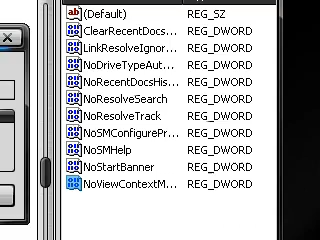 (Default) REG_SZ
ClearRecentDocs... REG_DWORD
LinkResolveIgnor... REG_DWORD
NoDriveTypeAut... REG_DWORD
NoRecentDocsHis... REG_DWORD
NoResolveSearch REG_DWORD
NoResolveTrack REG_DWORD
NoSMConfigurePr... REG_DWORD
NoSMHelp REG_DWORD
NoStartBanner REG_DWORD
NoViewContextM... REG_DWORD